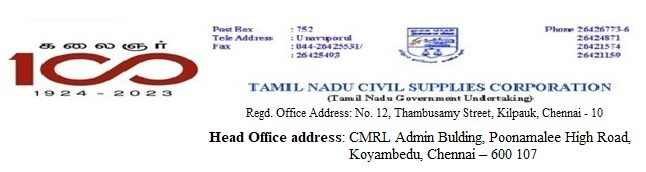 கலைஞர்
100
1924 - 2023
Post Box : 752
Tele Address : Unavuporul
Fax : 044-26425531/
: 26425493
Phone 26426773-6
26424871
26421574
26421159
TAMIL NADU CIVIL SUPPLIES CORPORATION
(Tamil Nadu Government Undertaking)
Regd. Office Address: No. 12, Thambusamy Street, Kilpauk, Chennai - 10
Head Office address: CMRL Admin Bulding, Poonamalee High Road,
Koyambedu, Chennai – 600 107